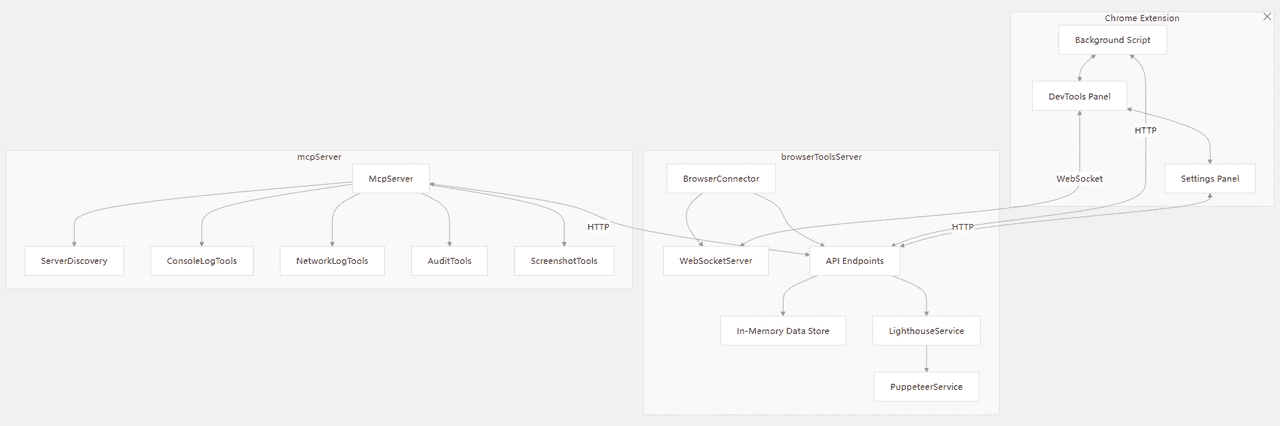 Chrome Extension
Background Script
DevTools Panel
HTTP
WebSocket
Settings Panel
mcpServer
McpServer
HTTP
ServerDiscovery
ConsoleLogTools
NetworkLogTools
AuditTools
ScreenshotTools
browserToolsServer
BrowserConnector
HTTP
WebSocketServer
API Endpoints
In-Memory Data Store
LighthouseService
PuppeteerService